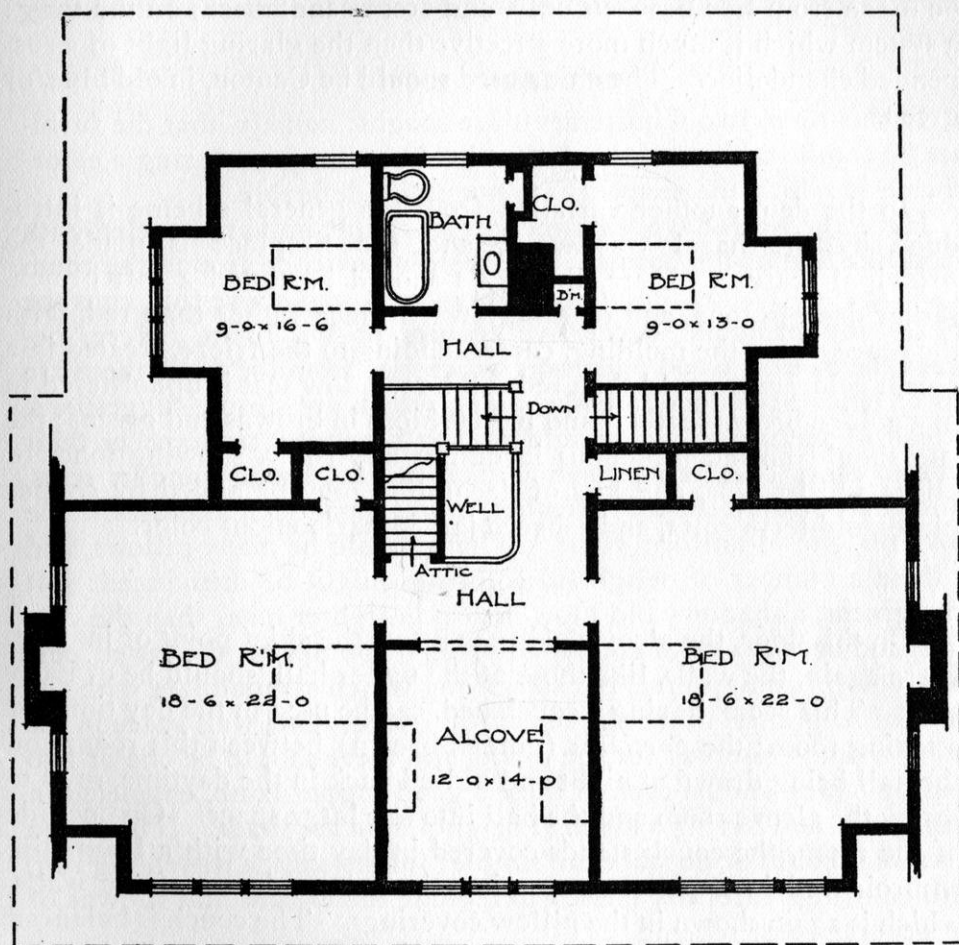 BATH
CLO.
BED R'M.
9-0 x 16-6
D'M.
BED R'M.
9-0 x 13-0
HALL
DOWN
CLO.
CLO.
WELL
LINEN
CLO.
ATTIC
HALL
BED R'M.
18-6 x 22-0
ALCOVE
12-0 x 14-0
BED R'M.
18-6 x 22-0